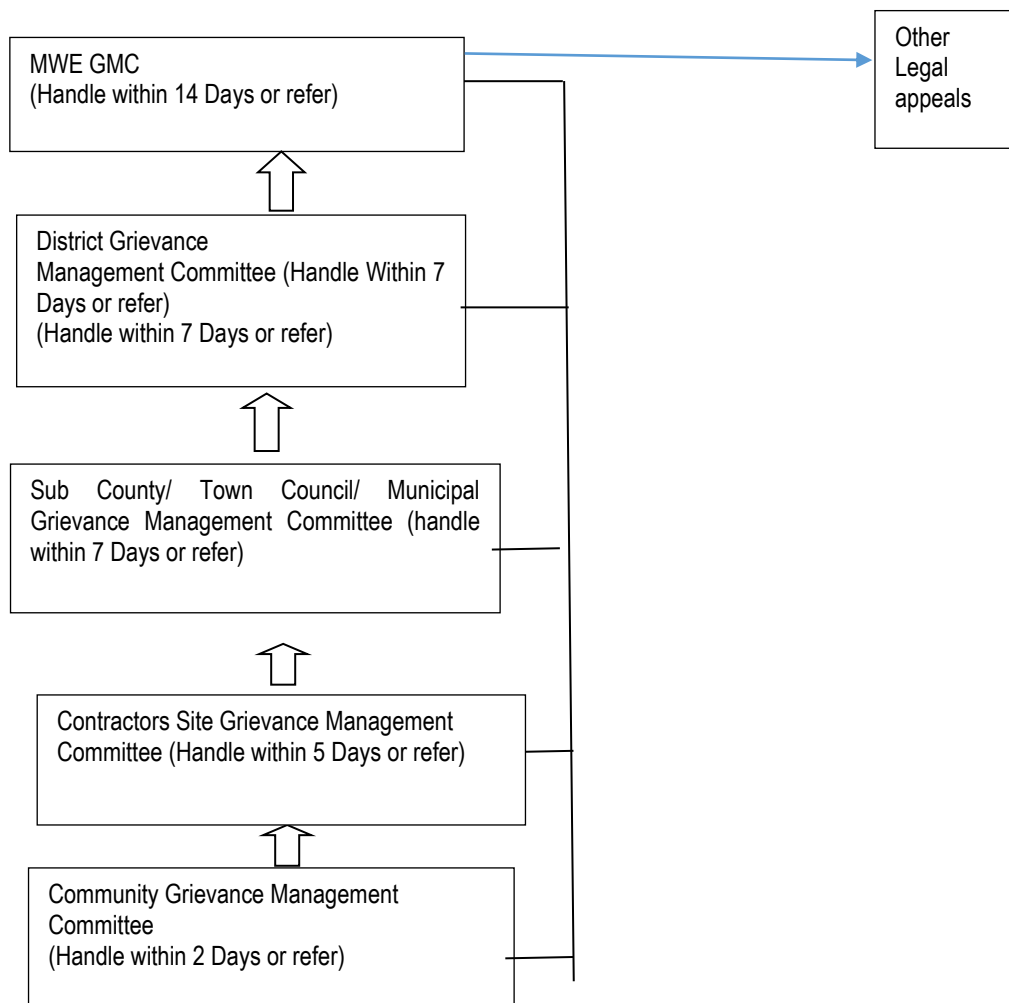 MWE GMC
(Handle within 14 Days or refer)
Other
Legal
appeals
District Grievance
Management Committee (Handle Within 7
Days or refer)
(Handle within 7 Days or refer)
Sub County/ Town Council/ Municipal
Grievance Management Committee (handle
within 7 Days or refer)
Contractors Site Grievance Management
Committee (Handle within 5 Days or refer)
Community Grievance Management
Committee
(Handle within 2 Days or refer)